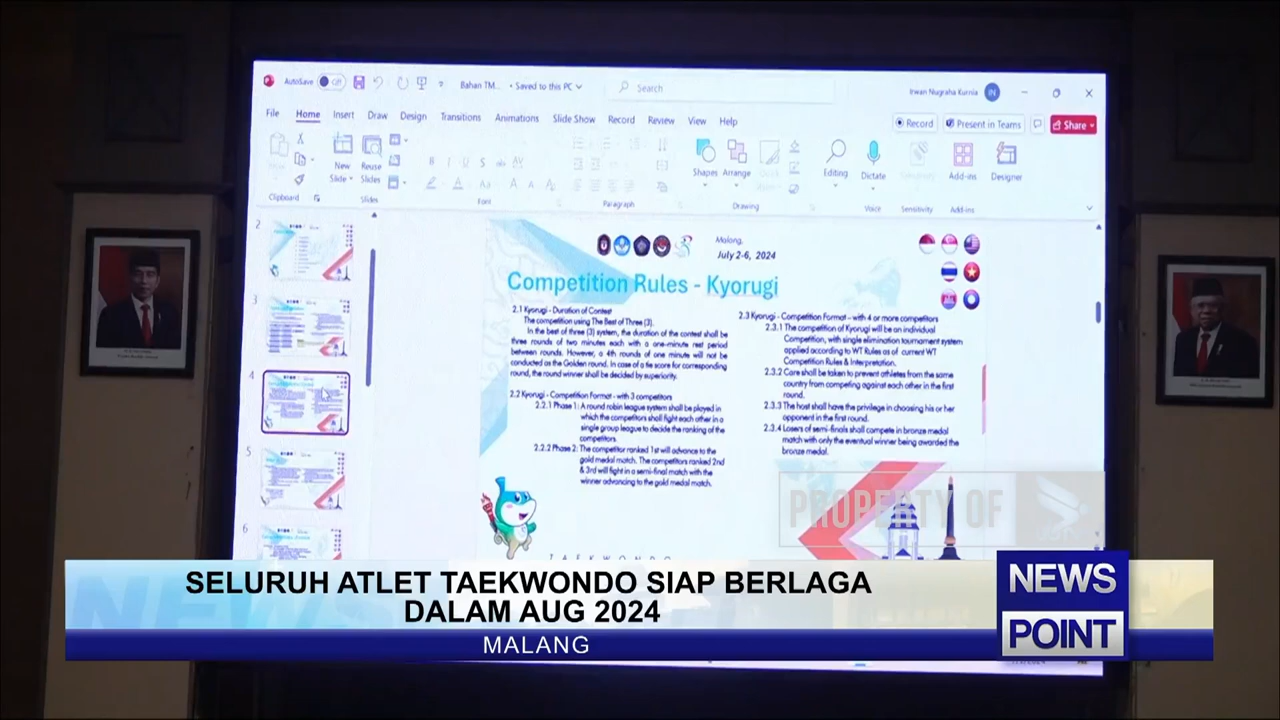 AutoSave Off Bahan TM... • Saved to this PC Search Irwan Nugraha Kurnia IN
File Home Insert Draw Design Transitions Animations Slide Show Record Review View Help Record Present in Teams Share
New Slide Reuse Slides Shapes Arrange Editing Dictate Add-ins Designer
Clipboard Slides Font Paragraph Drawing Voice Sensitivity Add-ins
2
3
4
5
6
Malang,
July 2-6, 2024
Competition Rules - Kyorugi
2.1 Kyorugi - Duration of Contest
The competition using The Best of Three (3).
In the best of three (3) system, the duration of the contest shall be
three rounds of two minutes each with a one-minute rest period
between rounds. However, a 4th rounds of one minute will not be
conducted as the Golden round. In case of a tie score for corresponding
round, the round winner shall be decided by superiority.
2.2 Kyorugi - Competition Format - with 3 competitors
2.2.1 Phase 1: A round robin league system shall be played in
which the competitors shall fight each other in a
single group league to decide the ranking of the
competitors.
2.2.2 Phase 2: The competitor ranked 1st will advance to the
gold medal match. The competitors ranked 2nd
& 3rd will fight in a semi-final match with the
winner advancing to the gold medal match.
2.3 Kyorugi - Competition Format - with 4 or more competitors
2.3.1 The competition of Kyorugi will be an individual
Competition, with single elimination tournament system
applied according to WT Rules as of current WT
Competition Rules & Interpretation.
2.3.2 Care shall be taken to prevent athletes from the same
country from competing against each other in the first
round.
2.3.3 The host shall have the privilege in choosing his or her
opponent in the first round.
2.3.4 Losers of semi-finals shall compete in bronze medal
match with only the eventual winner being awarded the
bronze medal.
PROPERTY OF
TAEKWONDO
SELURUH ATLET TAEKWONDO SIAP BERLAGA
DALAM AUG 2024
MALANG
NEWS
POINT